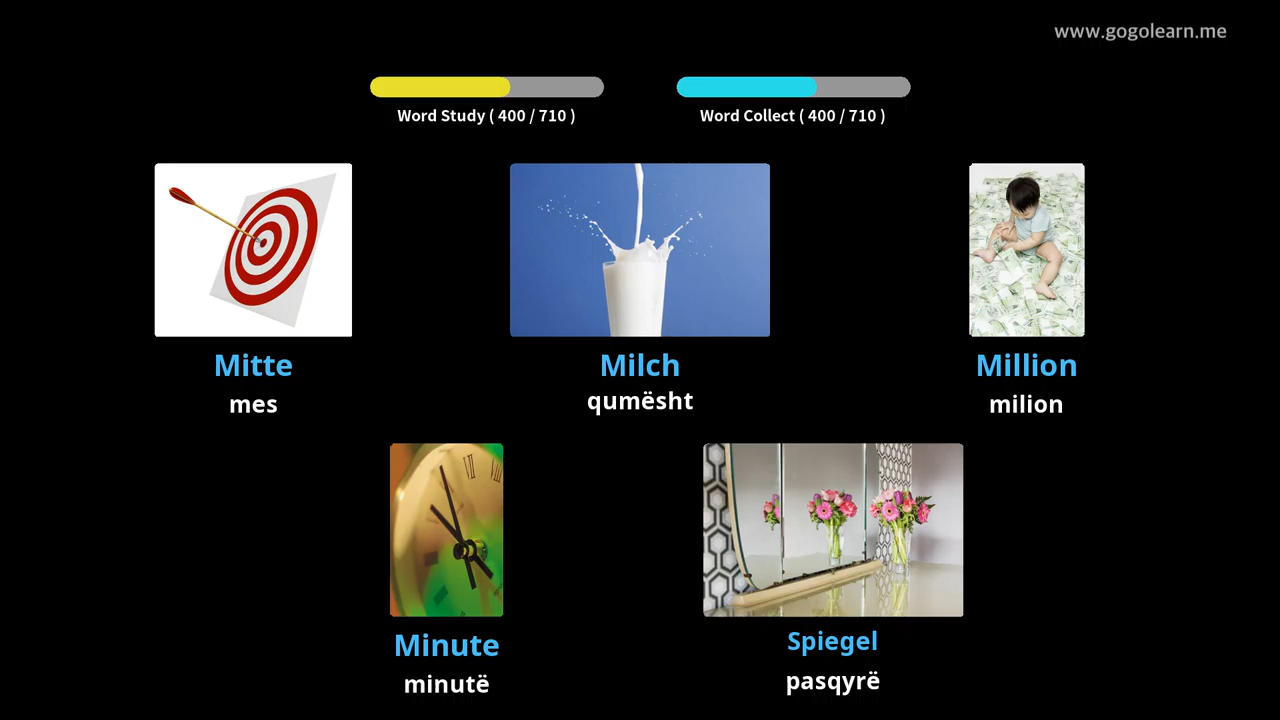 www.gogolearn.me
Word Study ( 400 / 710 )
Word Collect ( 400 / 710 )
Mitte
mes
Milch
qumësht
Million
milion
Minute
minutë
Spiegel
pasqyrë